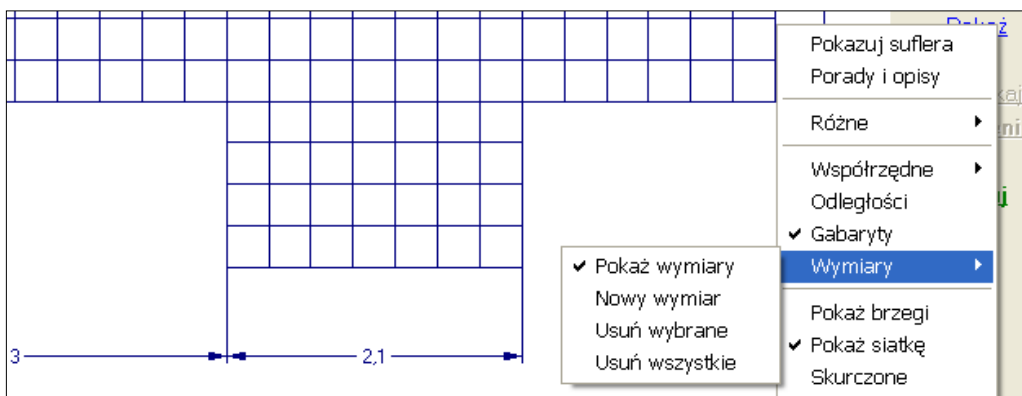 Pokaż
Pokazuj suflera
Porady i opisy
Różne
Współrzędne
Odległości
Gabaryty
Wymiary
Pokaż wymiary
Nowy wymiar
Usuń wybrane
Usuń wszystkie
Pokaż brzegi
Pokaż siatkę
Skurczone
3
2,1